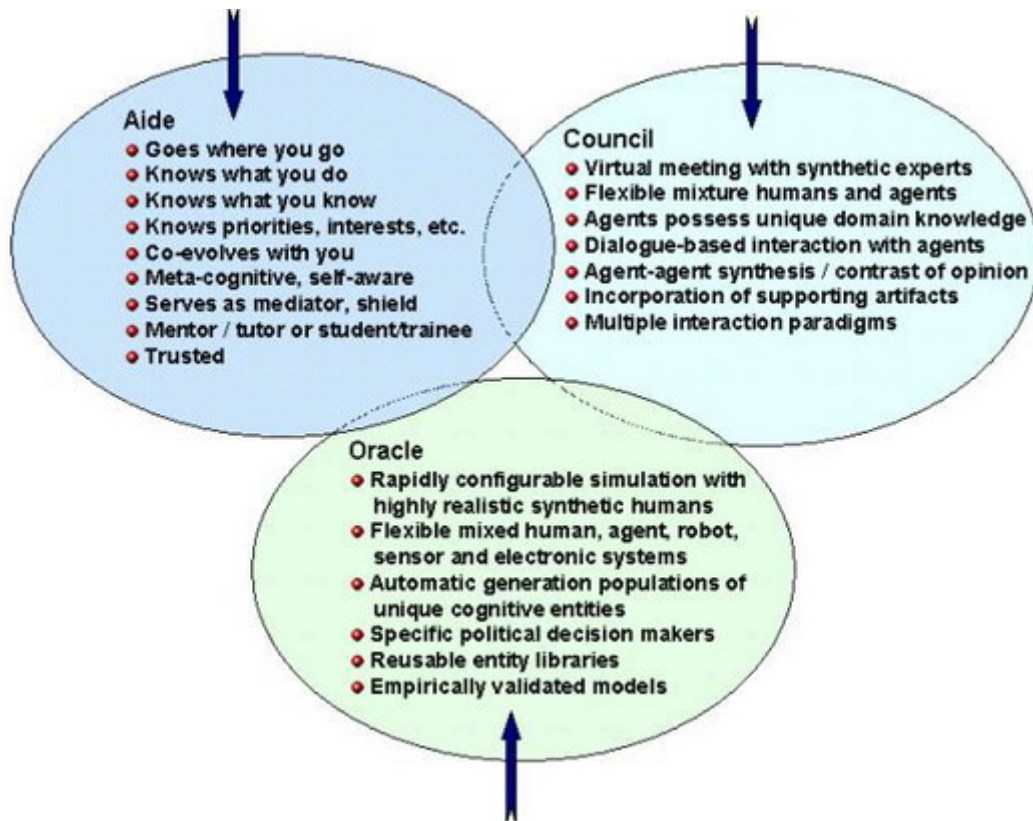 Aide
Goes where you go
Knows what you do
Knows what you know
Knows priorities, interests, etc.
Co-evolves with you
Meta-cognitive, self-aware
Serves as mediator, shield
Mentor / tutor or student/trainee
Trusted
Council
Virtual meeting with synthetic experts
Flexible mixture humans and agents
Agents possess unique domain knowledge
Dialogue-based interaction with agents
Agent-agent synthesis / contrast of opinion
Incorporation of supporting artifacts
Multiple interaction paradigms
Oracle
Rapidly configurable simulation with
highly realistic synthetic humans
Flexible mixed human, agent, robot,
sensor and electronic systems
Automatic generation populations of
unique cognitive entities
Specific political decision makers
Reusable entity libraries
Empirically validated models